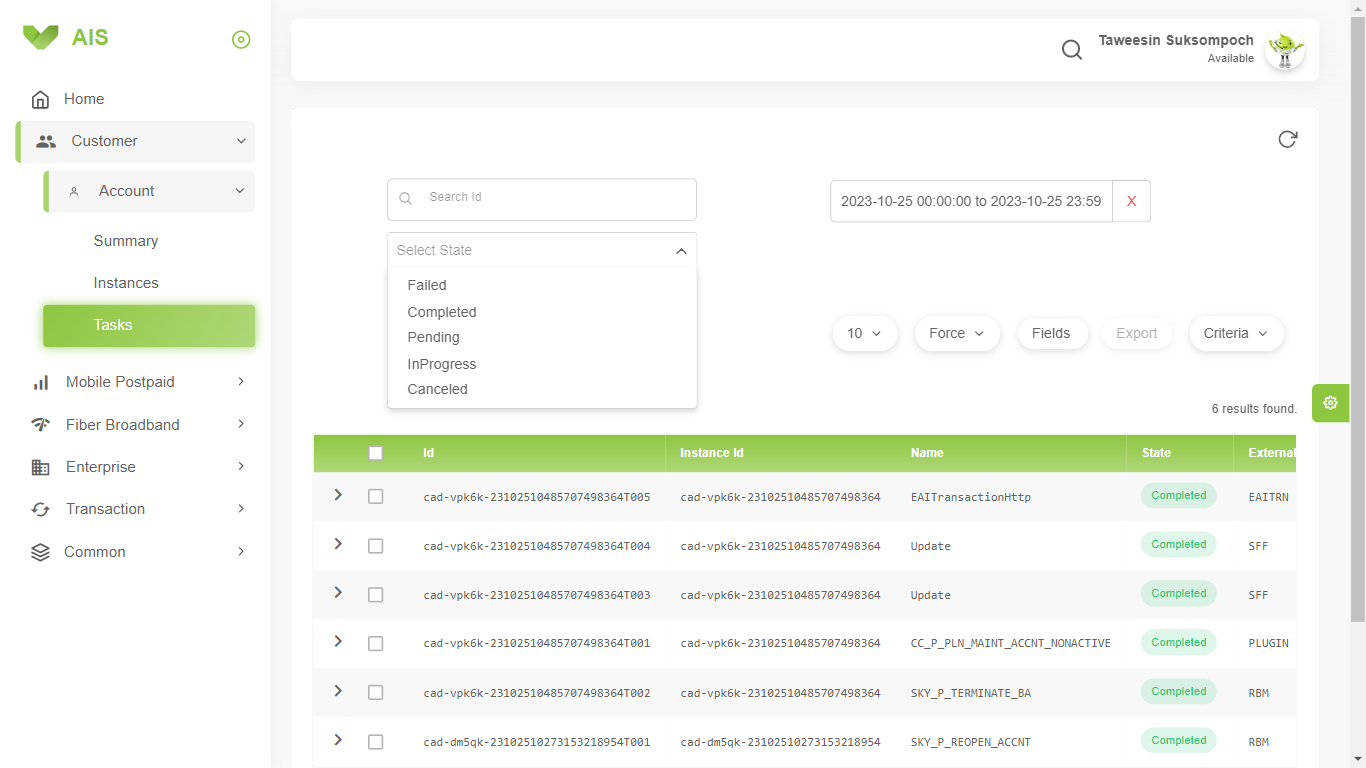 AIS
Taweesin Suksompoch
Available
Home
Customer
Account
Summary
Instances
Tasks
Mobile Postpaid
Fiber Broadband
Enterprise
Transaction
Common
Search Id
2023-10-25 00:00:00 to 2023-10-25 23:59 X
Select State
Failed
Completed
Pending
InProgress
Canceled
10 Force Fields Export Criteria
6 results found.
Id Instance Id Name State External
cad-vpk6k-23102510485707498364T005 cad-vpk6k-23102510485707498364 EAITransactionHttp Completed EAITRN
cad-vpk6k-23102510485707498364T004 cad-vpk6k-23102510485707498364 Update Completed SFF
cad-vpk6k-23102510485707498364T003 cad-vpk6k-23102510485707498364 Update Completed SFF
cad-vpk6k-23102510485707498364T001 cad-vpk6k-23102510485707498364 CC_P_PLN_MAINT_ACCNT_NONACTIVE Completed PLUGIN
cad-vpk6k-23102510485707498364T002 cad-vpk6k-23102510485707498364 SKY_P_TERMINATE_BA Completed RBM
cad-dm5qk-23102510273153218954T001 cad-dm5qk-23102510273153218954 SKY_P_REOPEN_ACCNT Completed RBM